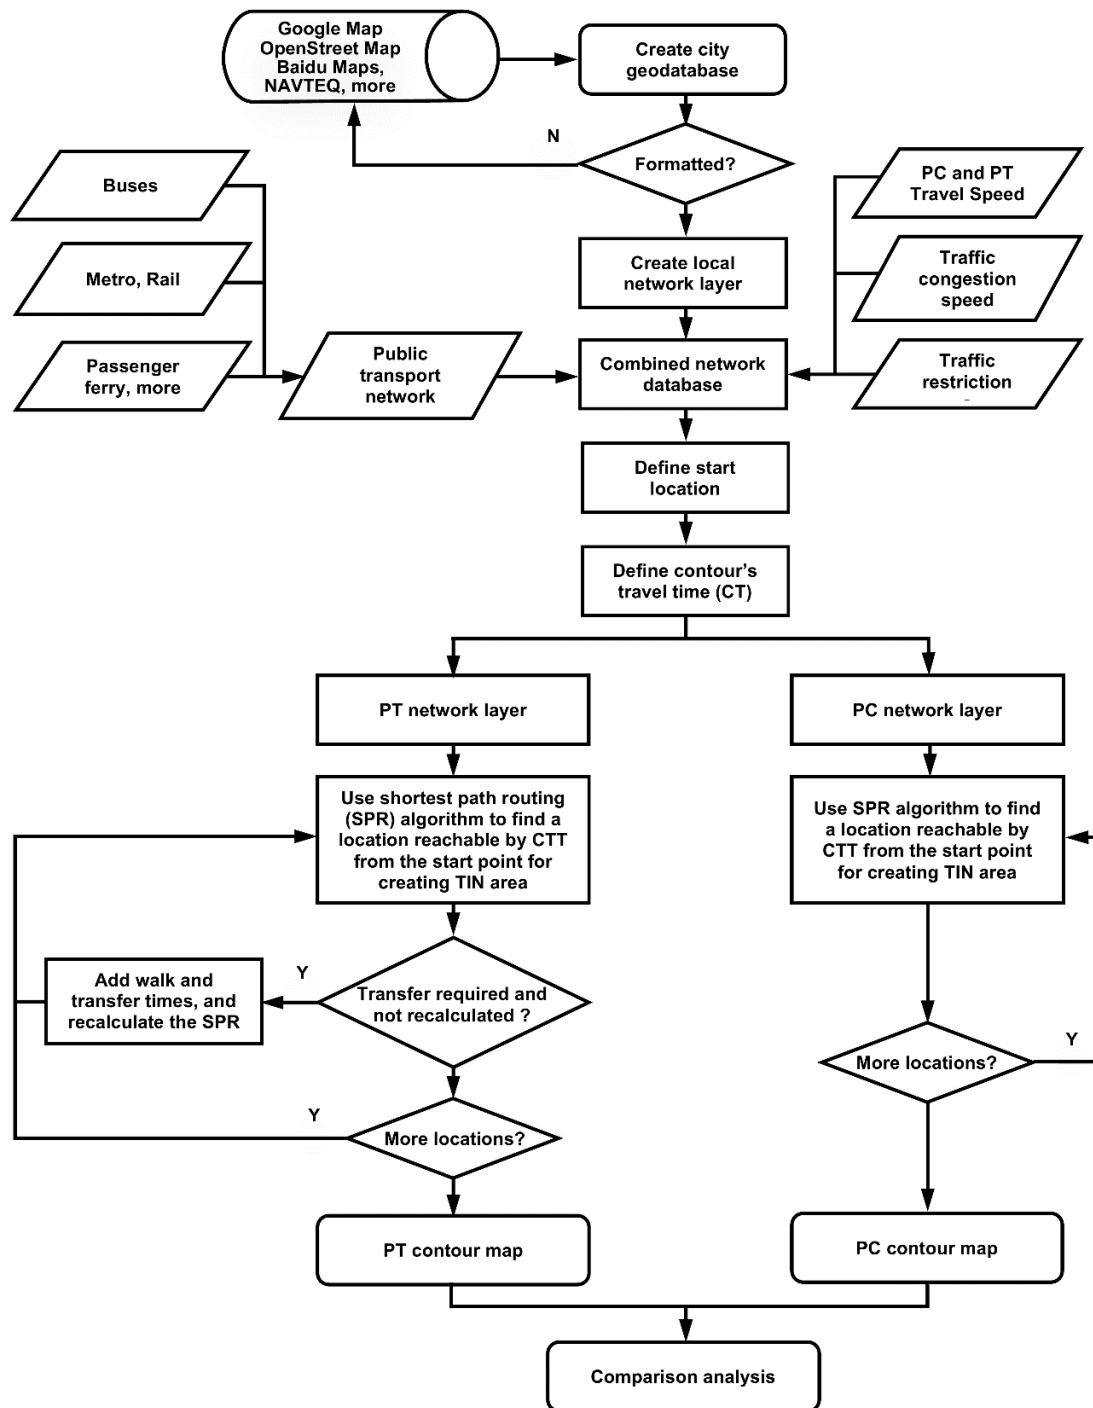 Google Map
OpenStreet Map
Baidu Maps,
NAVTEQ, more
Create city
geodatabase
N
Formatted?
Buses
PC and PT
Travel Speed
Metro, Rail
Create local
network layer
Traffic
congestion
speed
Passenger
ferry, more
Public
transport
network
Combined network
database
Traffic
restriction
Define start
location
Define contour's
travel time (CT)
PT network layer
PC network layer
Use shortest path routing
(SPR) algorithm to find a
location reachable by CTT
from the start point for
creating TIN area
Use SPR algorithm to find
a location reachable by
CTT from the start point
for creating TIN area
Add walk and
transfer times, and
recalculate the SPR
Y
Transfer required and
not recalculated ?
More locations?
Y
Y
More locations?
PT contour map
PC contour map
Comparison analysis